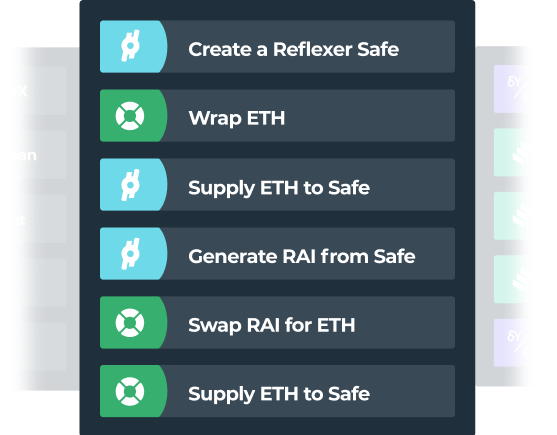 Create a Reflexer Safe
Wrap ETH
Supply ETH to Safe
Generate RAI from Safe
Swap RAI for ETH
Supply ETH to Safe